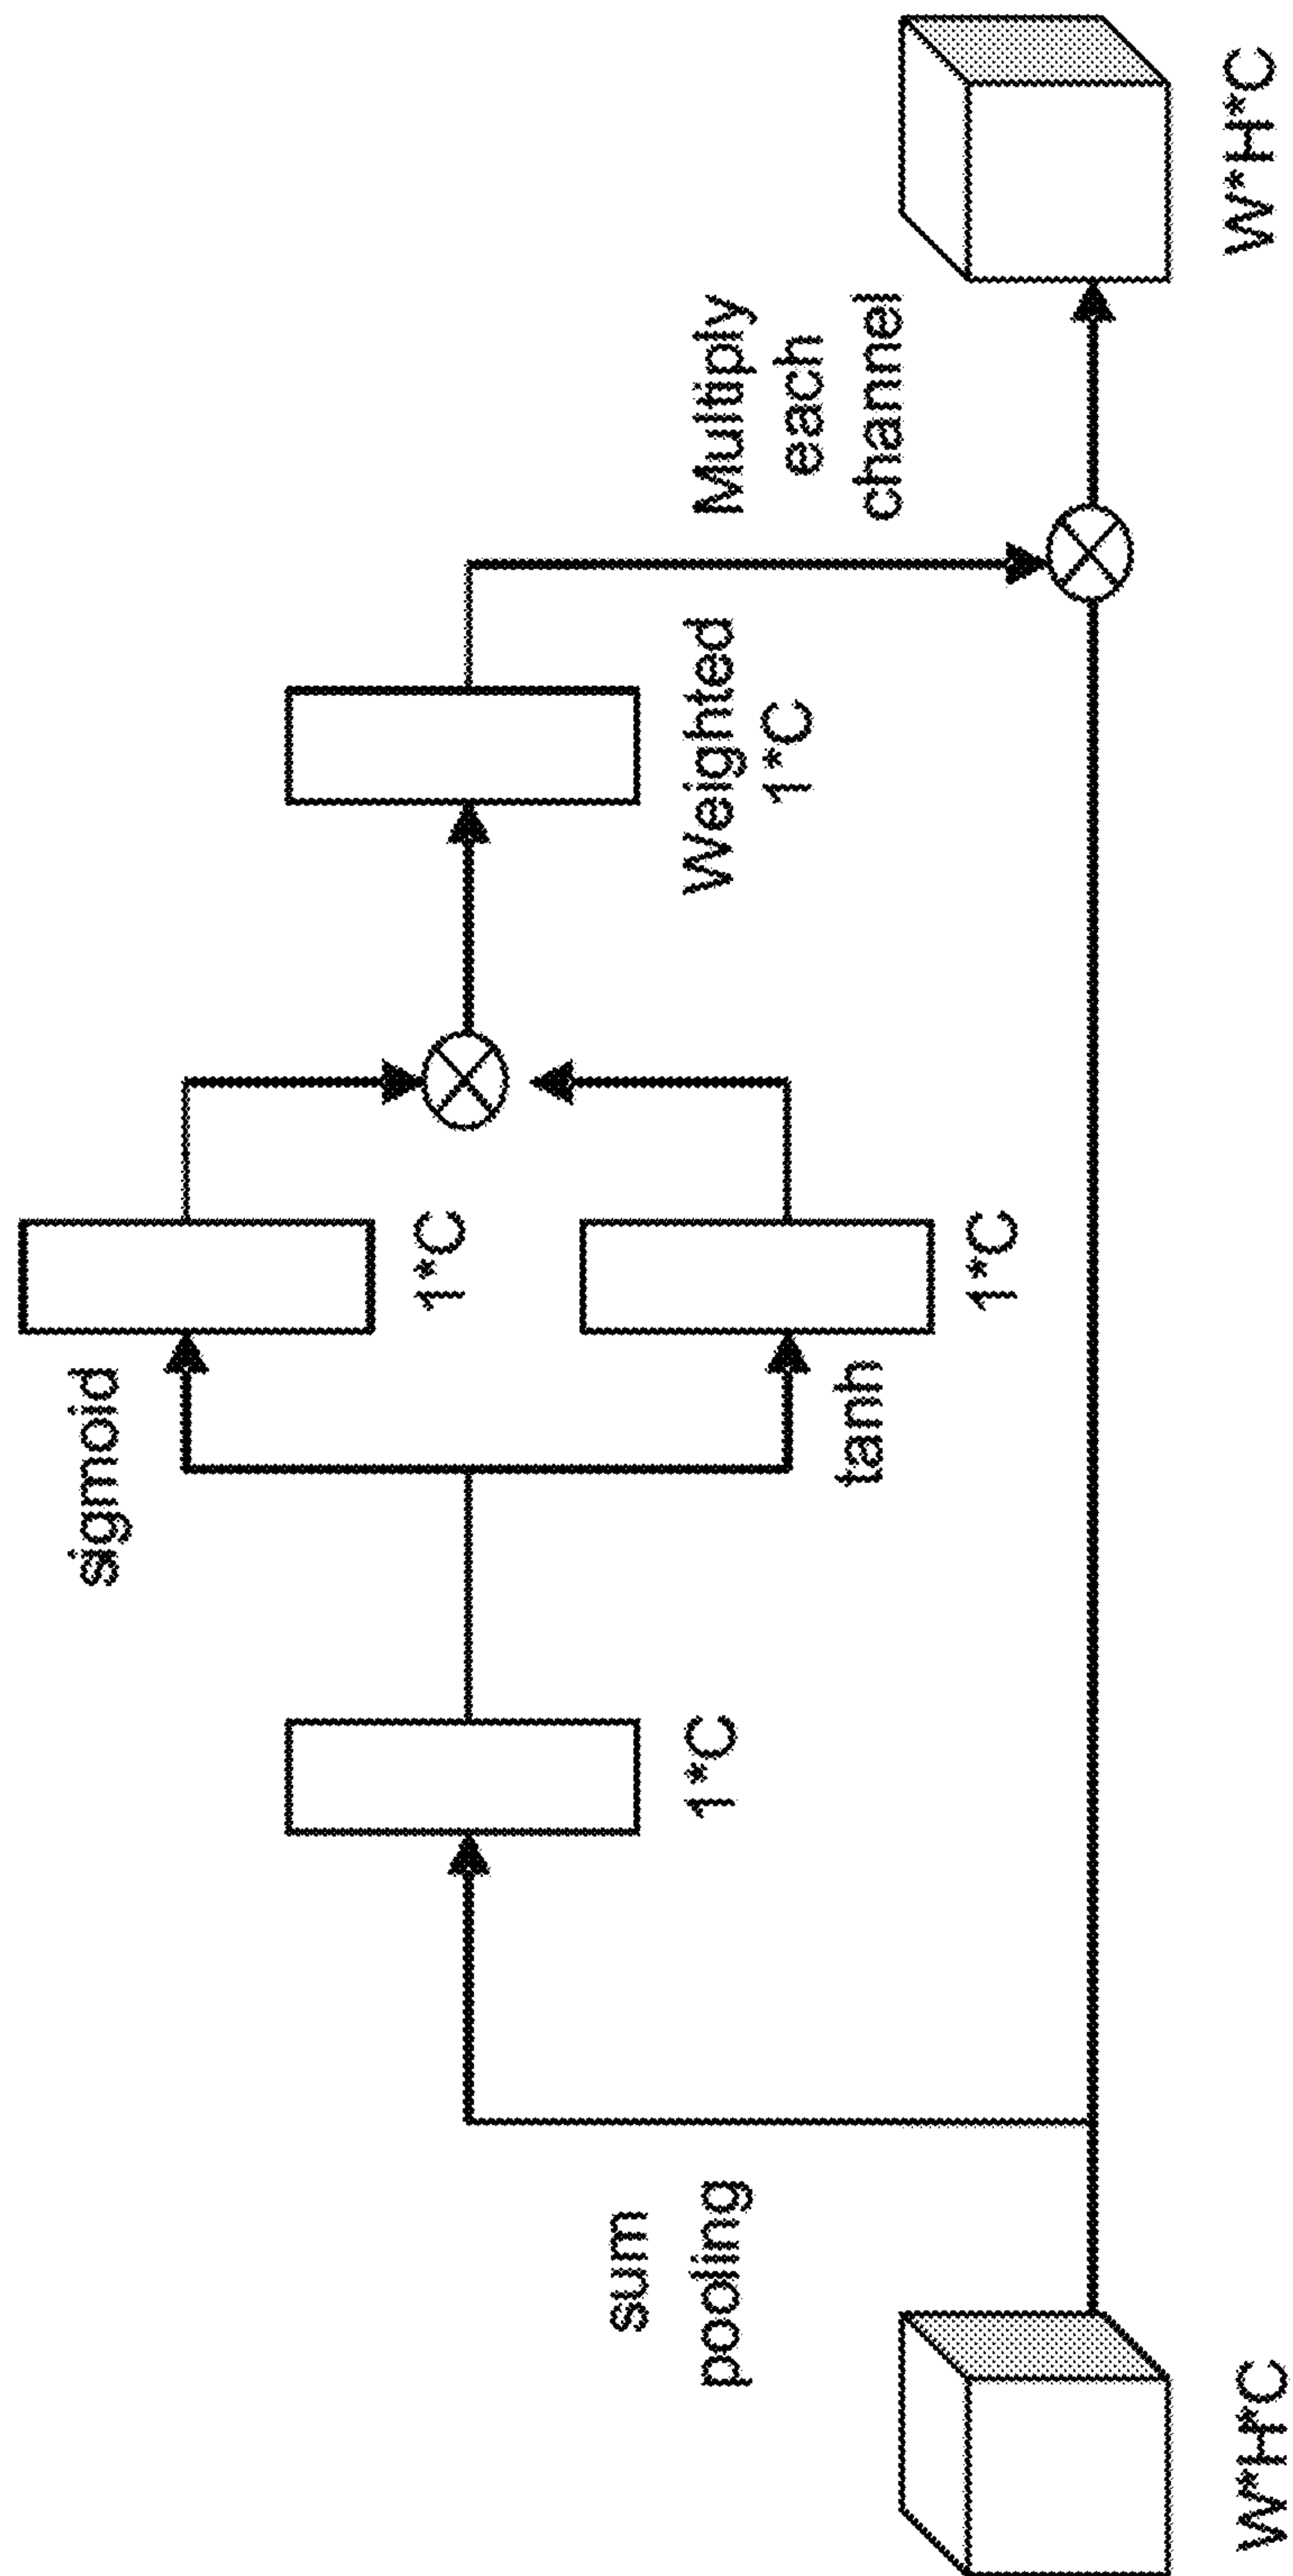 W*H*C
sum
pooling
1*C
sigmoid
1*C
tanh
1*C
Weighted
1*C
Multiply
each
channel
W*H*C